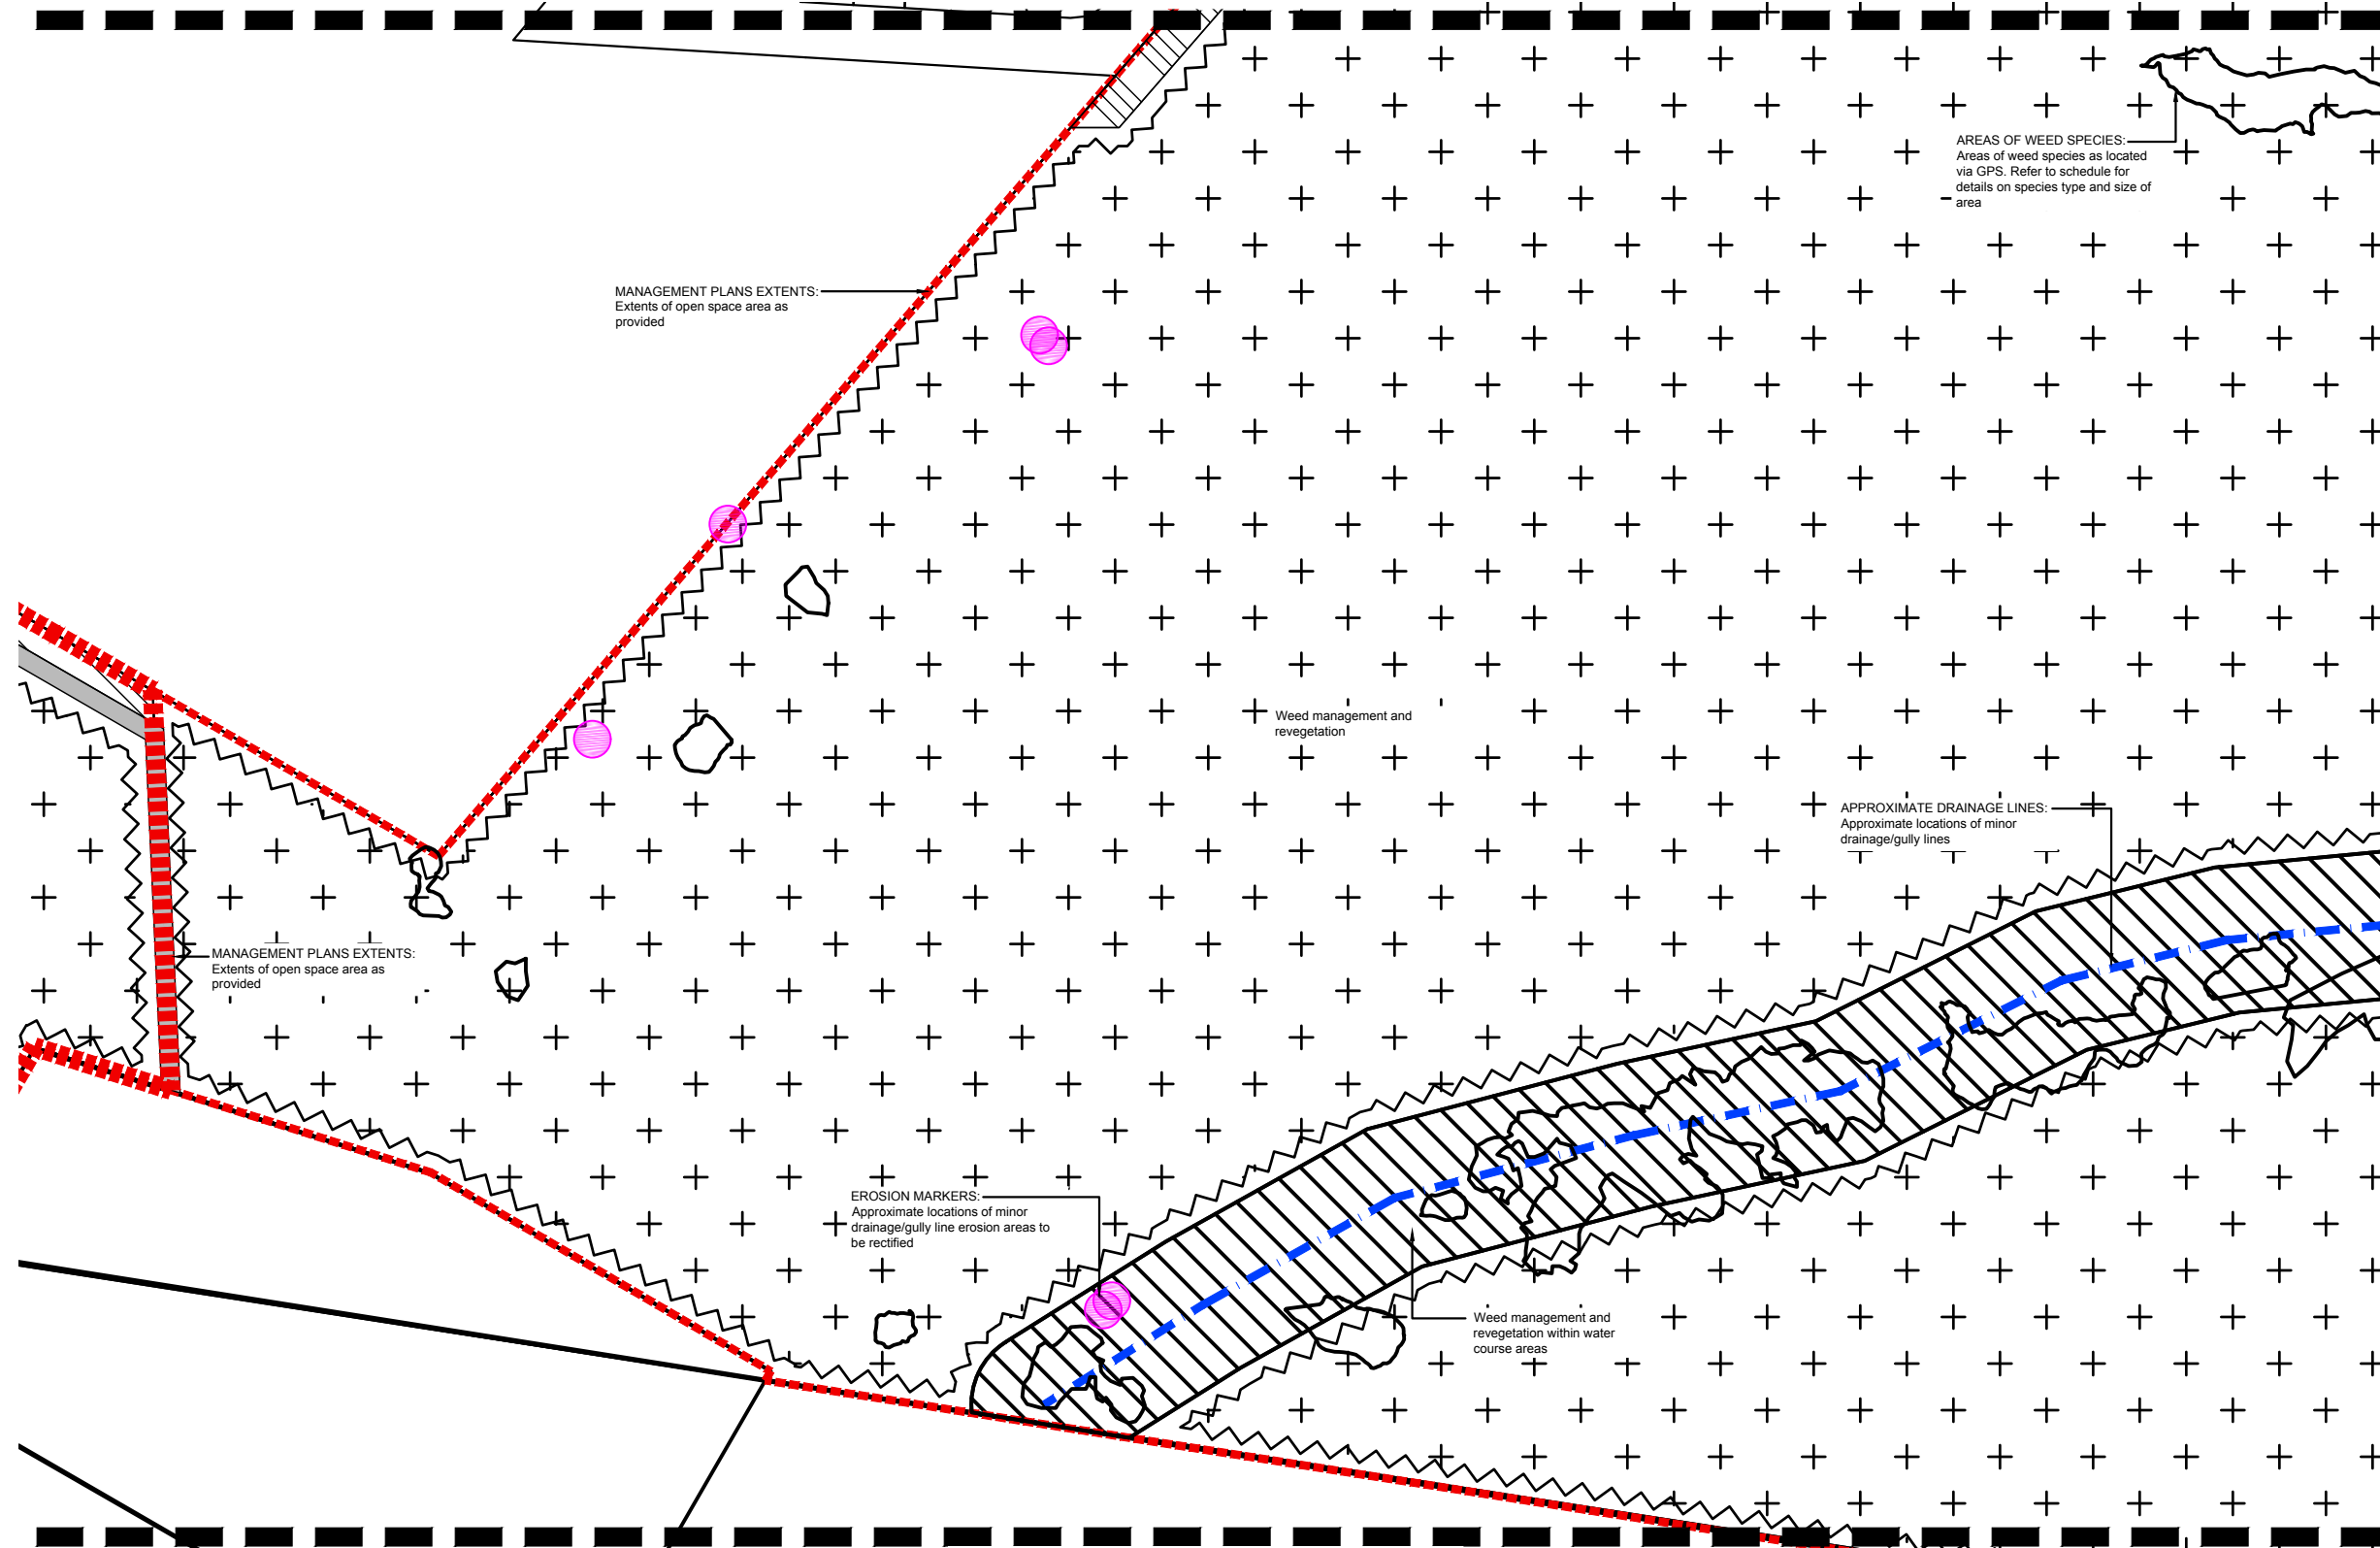 AREAS OF WEED SPECIES:
Areas of weed species as located
via GPS. Refer to schedule for
details on species type and size of
area
MANAGEMENT PLANS EXTENTS:
Extents of open space area as
provided
Weed management and
revegetation
APPROXIMATE DRAINAGE LINES:
Approximate locations of minor
drainage/gully lines
MANAGEMENT PLANS EXTENTS:
Extents of open space area as
provided
EROSION MARKERS:
Approximate locations of minor
drainage/gully line erosion areas to
be rectified
Weed management and
revegetation within water
course areas